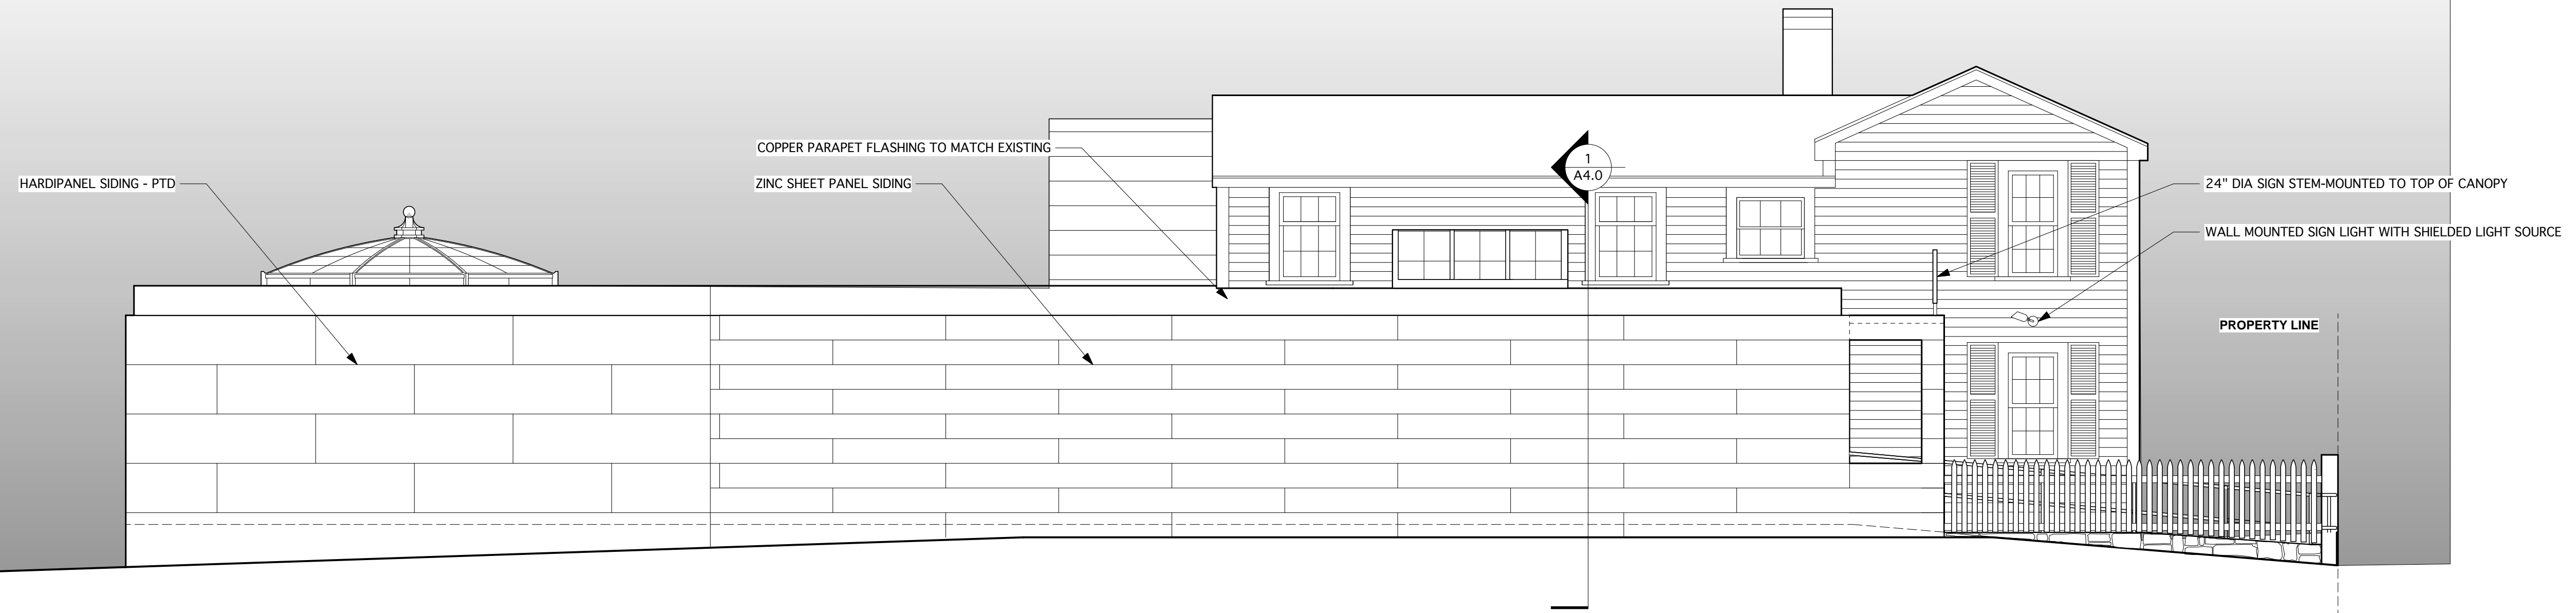 COPPER PARAPET FLASHING TO MATCH EXISTING
1
A4.0
HARDIPANEL SIDING - PTD
ZINC SHEET PANEL SIDING
24" DIA SIGN STEM-MOUNTED TO TOP OF CANOPY
WALL MOUNTED SIGN LIGHT WITH SHIELDED LIGHT SOURCE
PROPERTY LINE